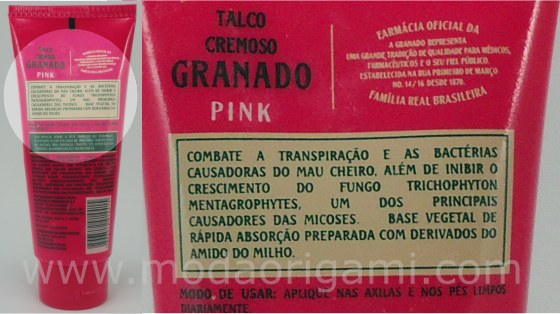 TALCO
CREMOSO
GRANADO
PINK
FARMÁCIA OFICIAL DA
A GRANADO REPRESENTA
UMA GRANDE TRADIÇÃO DE QUALIDADE PARA MÉDICOS,
FARMACÊUTICOS E O SEU FIEL PÚBLICO.
ESTABELECIDA NA RUA PRIMEIRO DE MARÇO
NO. 14/16 DESDE 1870.
FAMÍLIA REAL BRASILEIRA
COMBATE A TRANSPIRAÇÃO E AS BACTÉRIAS
CAUSADORAS DO MAU CHEIRO, ALÉM DE INIBIR O
CRESCIMENTO DO FUNGO TRICHOPHYTON
MENTAGROPHYTES, UM DOS PRINCIPAIS
CAUSADORES DAS MICOSES. BASE VEGETAL DE
RÁPIDA ABSORÇÃO PREPARADA COM DERIVADOS DO
AMIDO DO MILHO.
MODO DE USAR: APLIQUE NAS AXILAS E NOS PÉS LIMPOS
DIARIAMENTE
TALCO
CREMOSO
GRANADO
PINK
www.modaorigami.com